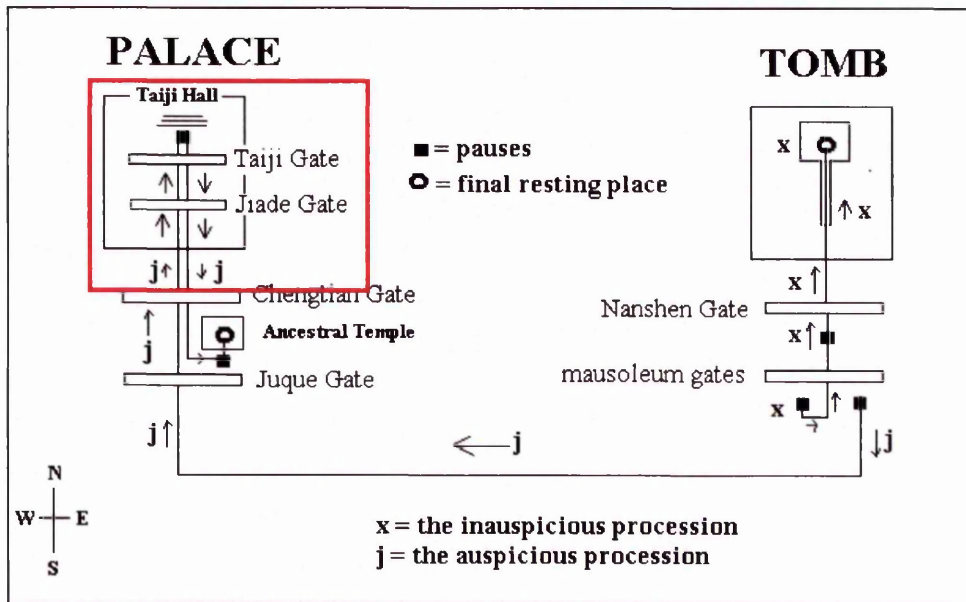 PALACE
TOMB
Taiji Hall
Taiji Gate
Jiade Gate
■ = pauses
O = final resting place
x
x
j j
Chengtian Gate
x
Nanshen Gate
j
Ancestral Temple
x
Juque Gate
mausoleum gates
x
j
j
j
N
W E
S
x = the inauspicious procession
j = the auspicious procession